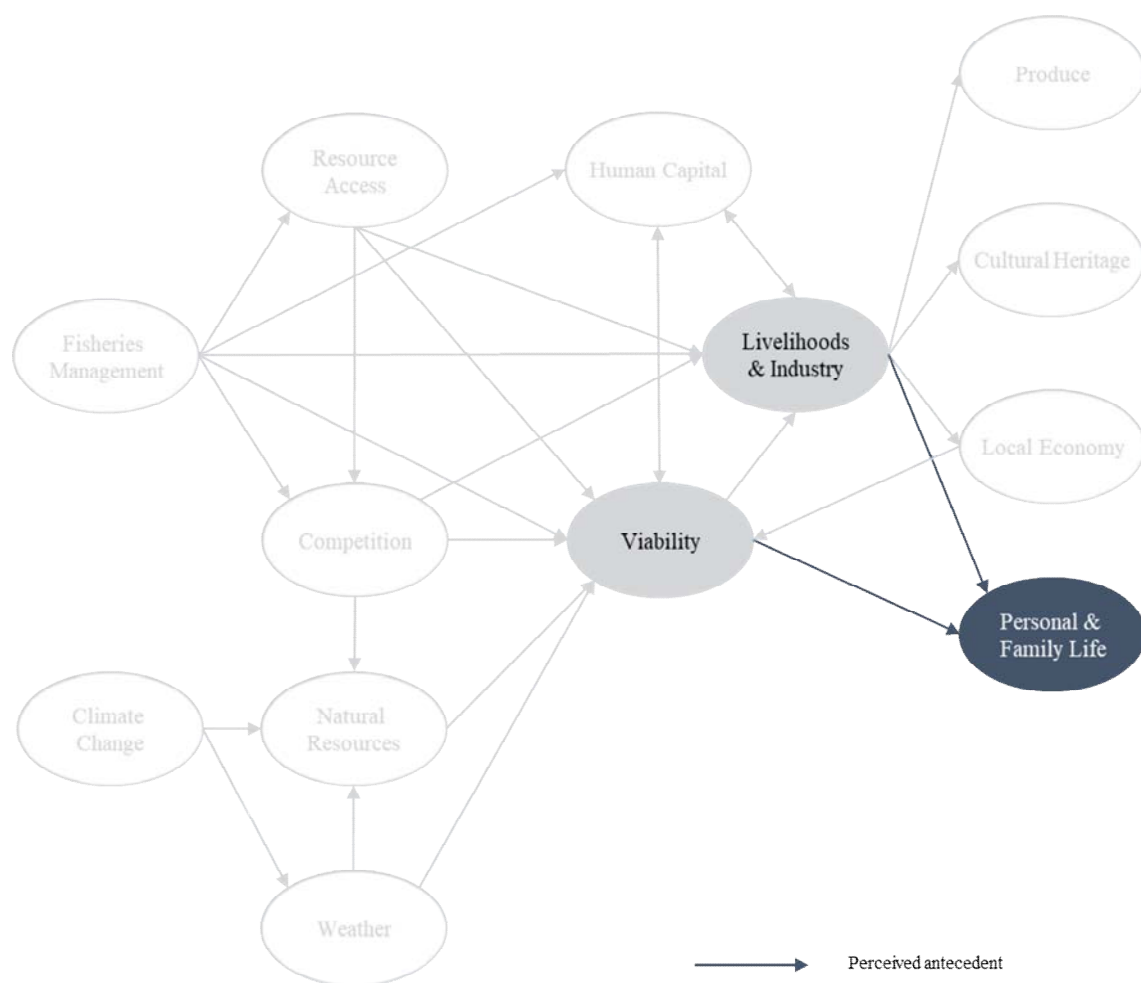 Produce
Resource
Access
Human Capital
Cultural Heritage
Fisheries
Management
Livelihoods
& Industry
Local Economy
Competition
Viability
Personal &
Family Life
Climate
Change
Natural
Resources
Weather
Perceived antecedent